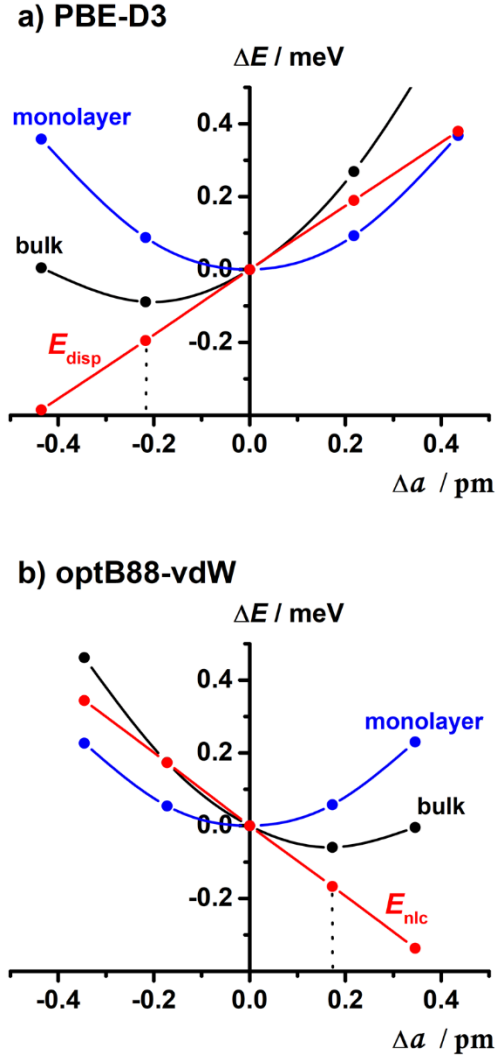 a) PBE-D3
ΔE / meV
monolayer
0.4
0.2
bulk
0.0
E_disp
-0.2
-0.4 -0.2 0.0 0.2 0.4
Δa / pm
b) optB88-vdW
ΔE / meV
0.4
monolayer
0.2
bulk
0.0
-0.2
E_nlc
-0.4 -0.2 0.0 0.2 0.4
Δa / pm